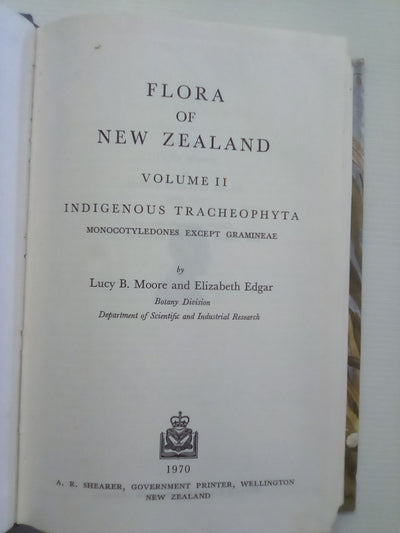 FLORA
OF
NEW ZEALAND
VOLUME II
INDIGENOUS TRACHEOPHYTA
MONOCOTYLEDONES EXCEPT GRAMINEAE
by
Lucy B. Moore and Elizabeth Edgar
Botany Division
Department of Scientific and Industrial Research
1970
A. R. SHEARER, GOVERNMENT PRINTER, WELLINGTON
NEW ZEALAND